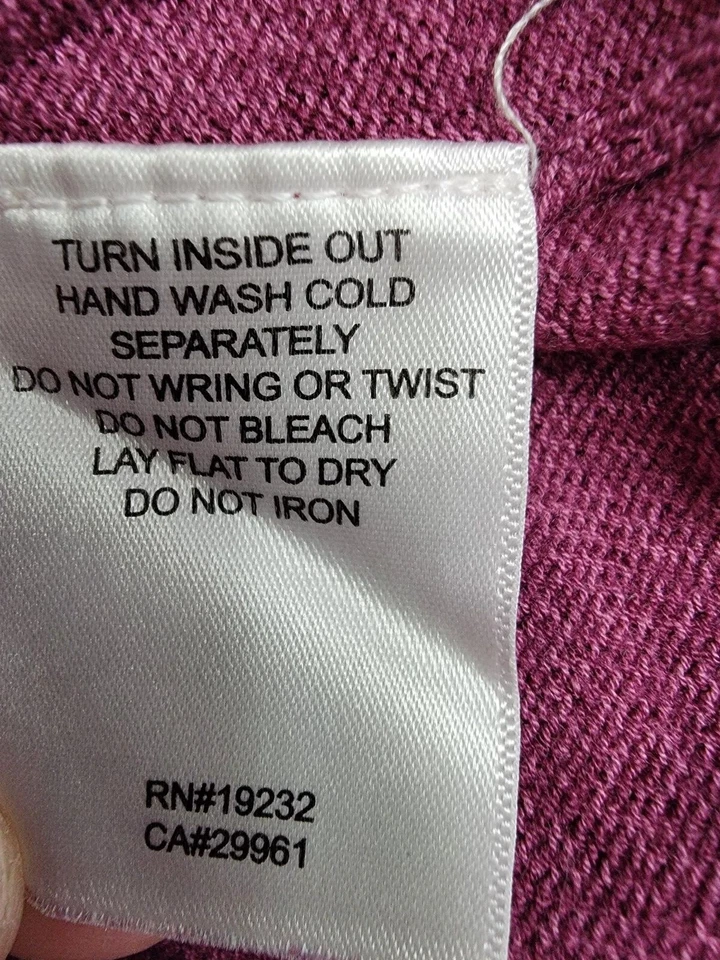 TURN INSIDE OUT
HAND WASH COLD
SEPARATELY
DO NOT WRING OR TWIST
DO NOT BLEACH
LAY FLAT TO DRY
DO NOT IRON
RN#19232
CA#29961